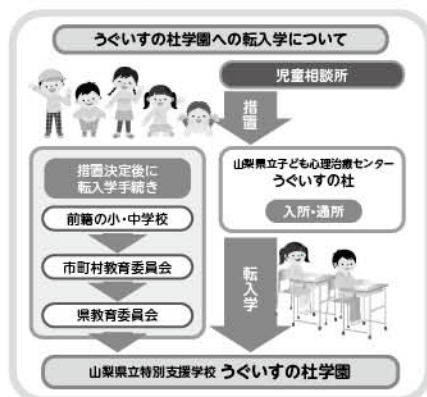 うぐいすの杜学園への転入学について
児童相談所
措置
措置決定後に
転入学手続き
前籍の小・中学校
市町村教育委員会
県教育委員会
山梨県立子ども心理治療センター
うぐいすの杜
入所・通所
転入学
山梨県立特別支援学校 うぐいすの杜学園